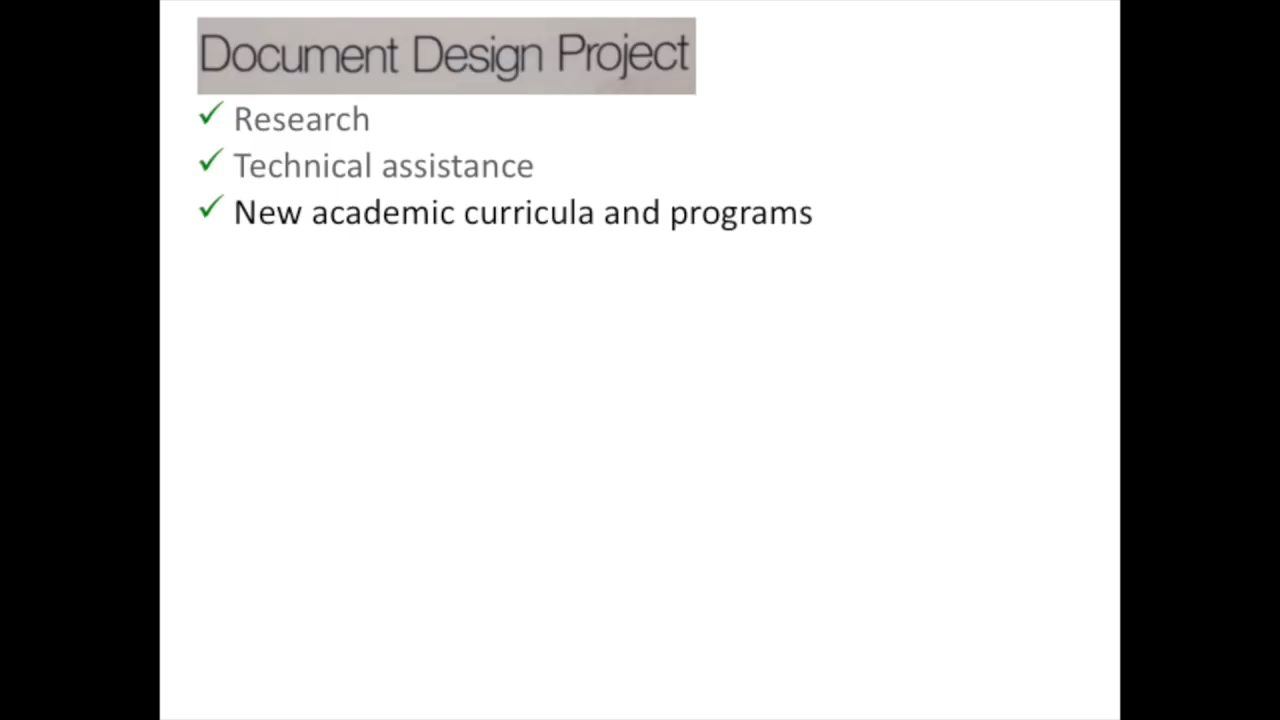 Document Design Project
Research
Technical assistance
New academic curricula and programs